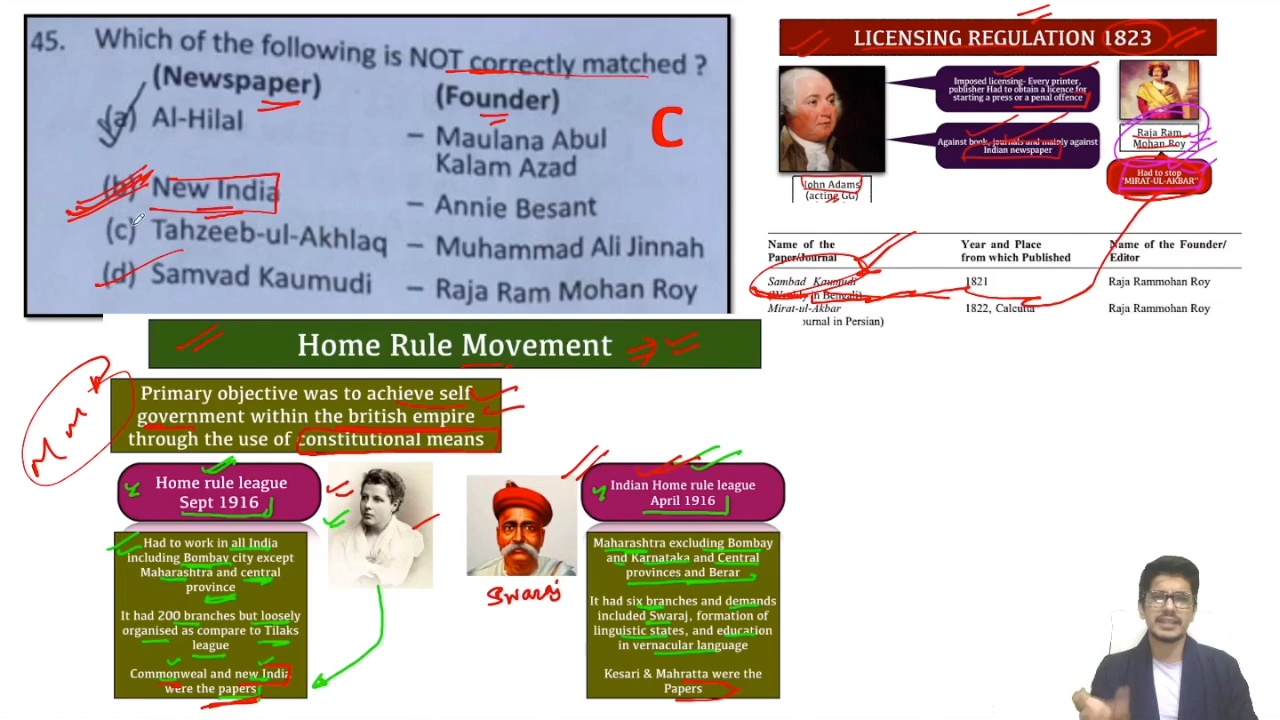 45. Which of the following is NOT correctly matched ?
(Newspaper) (Founder)
(a) Al-Hilal – Maulana Abul
Kalam Azad
(b) New India – Annie Besant
(c) Tahzeeb-ul-Akhlaq – Muhammad Ali Jinnah
(d) Samvad Kaumudi – Raja Ram Mohan Roy
C
LICENSING REGULATION 1823
Imposed licensing- Every printer,
publisher Had to obtain a licence for
starting a press or a penal offence
Against book, journals and mainly against
Indian newspaper
John Adams
(acting GG)
Raja Ram
Mohan Roy
Had to stop
"MIRAT-UL-AKBAR"
Name of the Year and Place Name of the Founder/
Paper/Journal from which Published Editor
Sambad Kaumudi 1821 Raja Rammohan Roy
(Weekly in Bengali)
Mirat-ul-Akbar 1822, Calcutta Raja Rammohan Roy
ournal in Persian)
Home Rule Movement
Primary objective was to achieve self
government within the british empire
through the use of constitutional means
Home rule league
Sept 1916
Had to work in all India
including Bombay city except
Maharashtra and central
province
It had 200 branches but loosely
organised as compare to Tilaks
league
Commonweal and new India
were the papers
Swaraj
Indian Home rule league
April 1916
Maharashtra excluding Bombay
and Karnataka and Central
provinces and Berar
It had six branches and demands
included Swaraj, formation of
linguistic states, and education
in vernacular language
Kesari & Mahratta were the
Papers